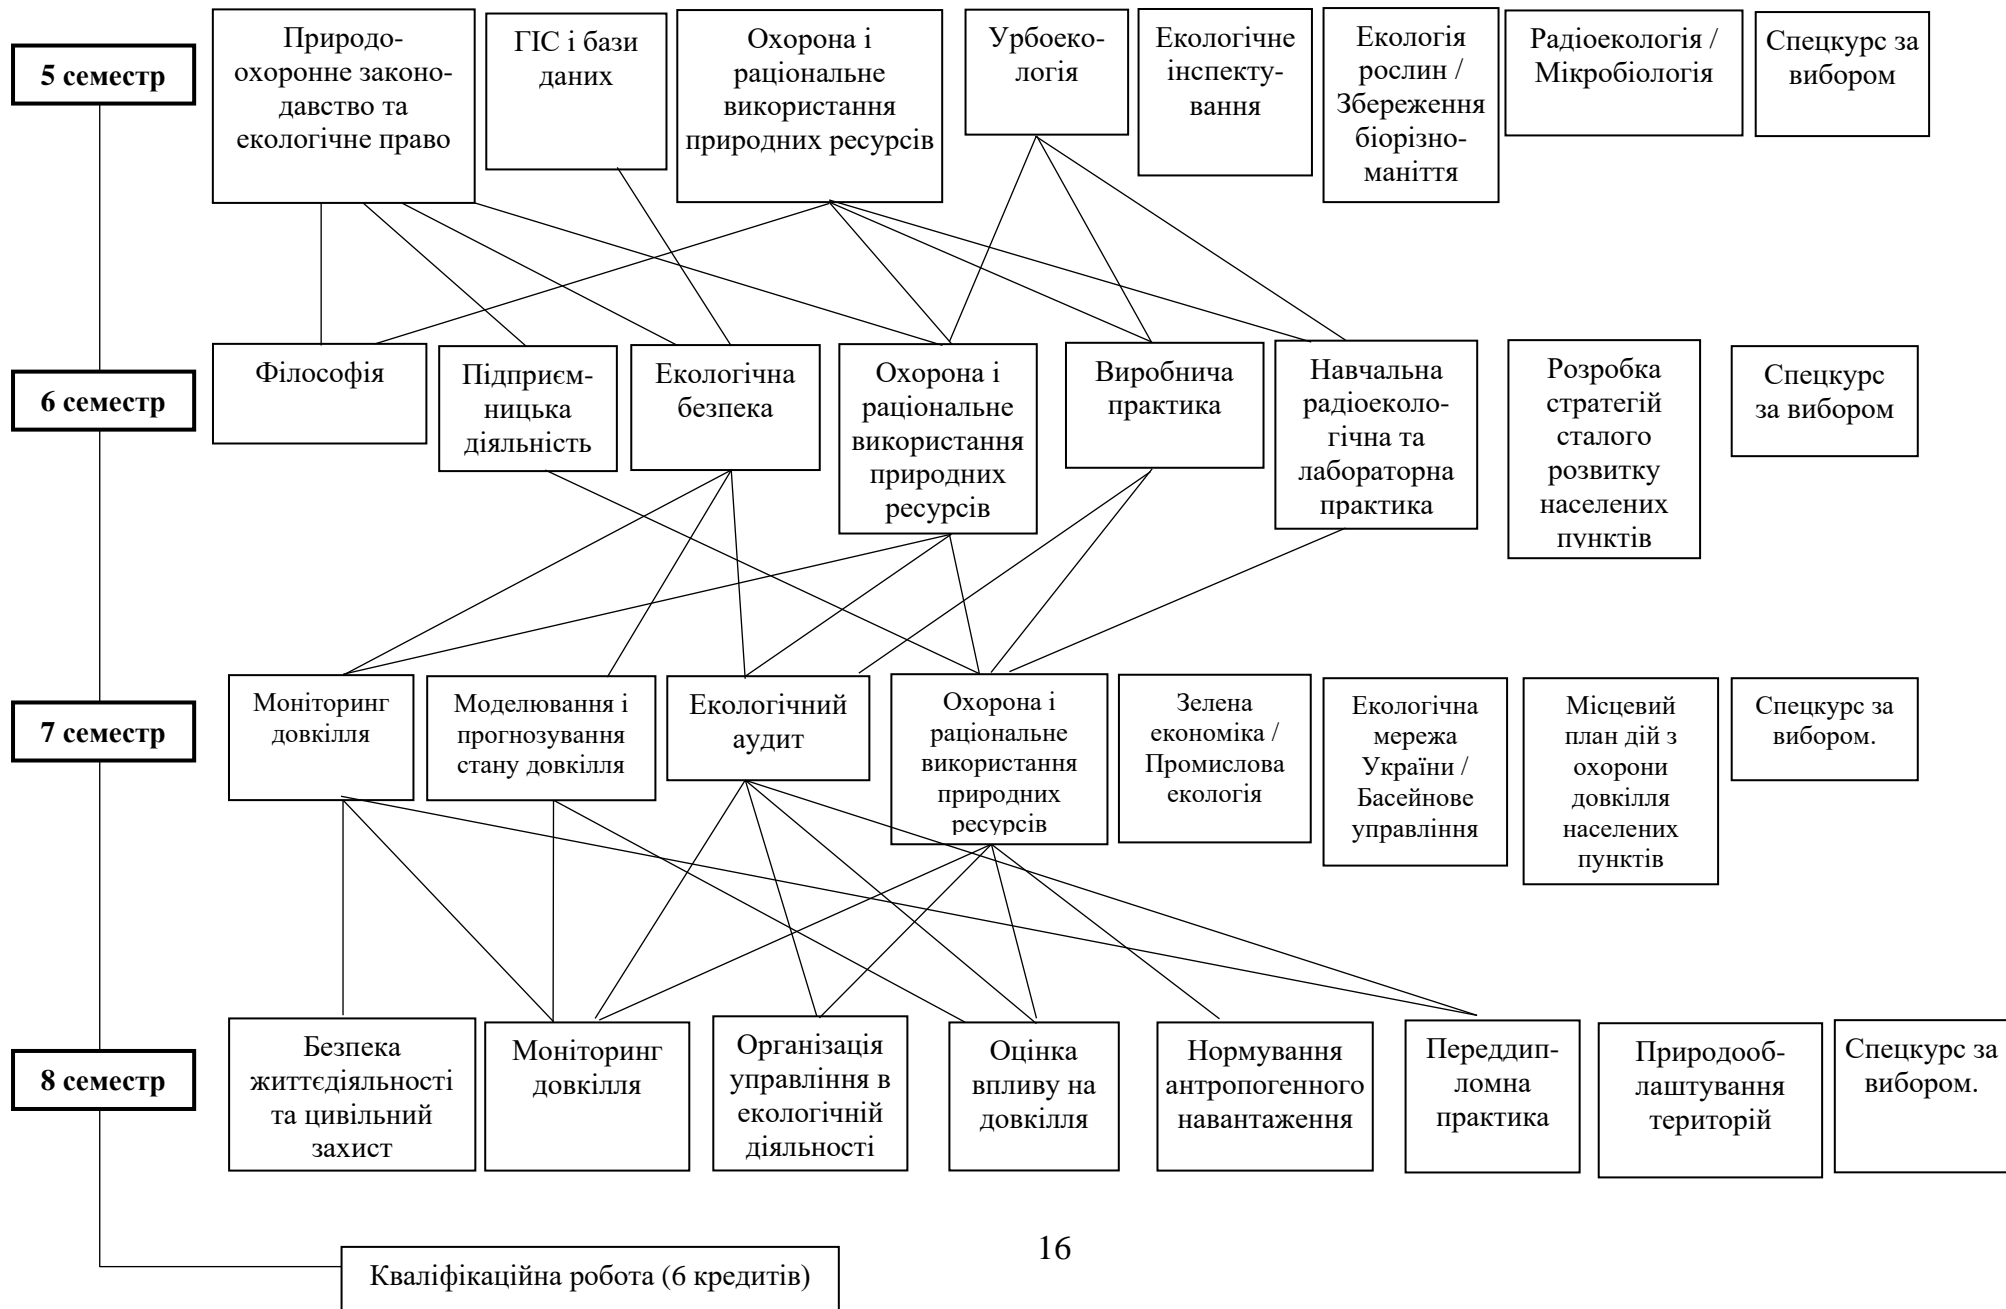 5 семестр
Природо-
охоронне законо-
давство та
екологічне право
ГІС і бази
даних
Охорона і
раціональне
використання
природних ресурсів
Урбоеко-
логія
Екологічне
інспекту-
вання
Екологія
рослин /
Збереження
біорізно-
маніття
Радіоекологія /
Мікробіологія
Спецкурс за
вибором
6 семестр
Філософія
Підприєм-
ницька
діяльність
Екологічна
безпека
Охорона і
раціональне
використання
природних
ресурсів
Виробнича
практика
Навчальна
радіоеколо-
гічна та
лабораторна
практика
Розробка
стратегій
сталого
розвитку
населених
пунктів
Спецкурс
за вибором
7 семестр
Моніторинг
довкілля
Моделювання і
прогнозування
стану довкілля
Екологічний
аудит
Охорона і
раціональне
використання
природних
ресурсів
Зелена
економіка /
Промислова
екологія
Екологічна
мережа
України /
Басейнове
управління
Місцевий
план дій з
охорони
довкілля
населених
пунктів
Спецкурс за
вибором.
8 семестр
Безпека
життєдіяльності
та цивільний
захист
Моніторинг
довкілля
Організація
управління в
екологічній
діяльності
Оцінка
впливу на
довкілля
Нормування
антропогенного
навантаження
Переддип-
ломна
практика
Природооб-
лаштування
територій
Спецкурс за
вибором.
16
Кваліфікаційна робота (6 кредитів)